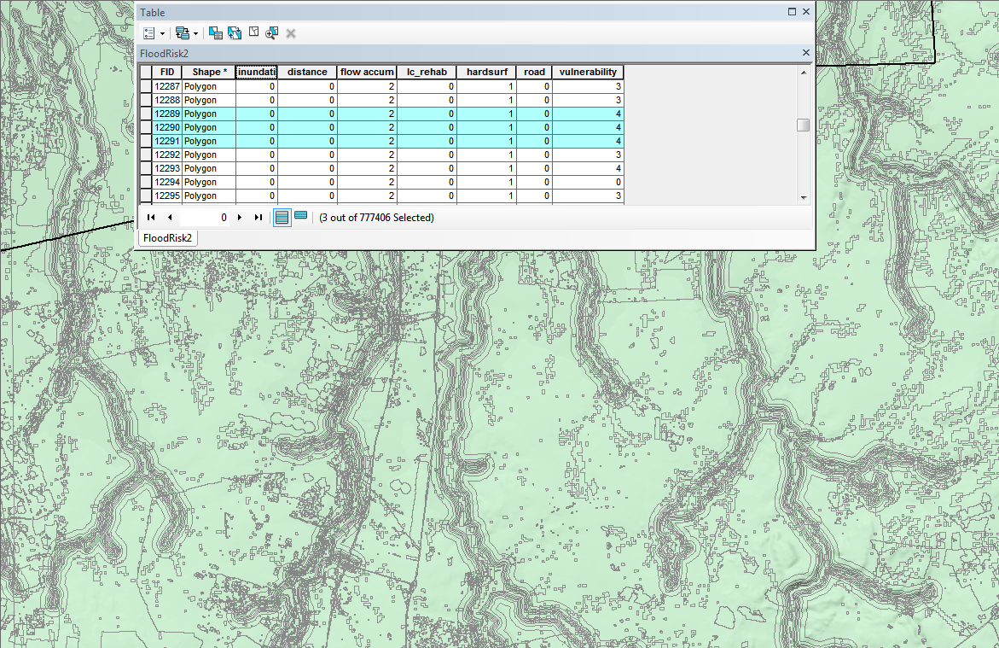 Table
FloodRisk2
FID Shape * inundati distance flow accum lc_rehab hardsurf road vulnerability
12287 Polygon 0 0 2 0 1 0 3
12288 Polygon 0 0 2 0 1 0 3
12289 Polygon 0 0 2 0 1 0 4
12290 Polygon 0 0 2 0 1 0 4
12291 Polygon 0 0 2 0 1 0 4
12292 Polygon 0 0 2 0 1 0 3
12293 Polygon 0 0 2 0 1 0 4
12294 Polygon 0 0 2 0 1 0 0
12295 Polygon 0 0 2 0 1 0 3
0 (3 out of 777406 Selected)
FloodRisk2